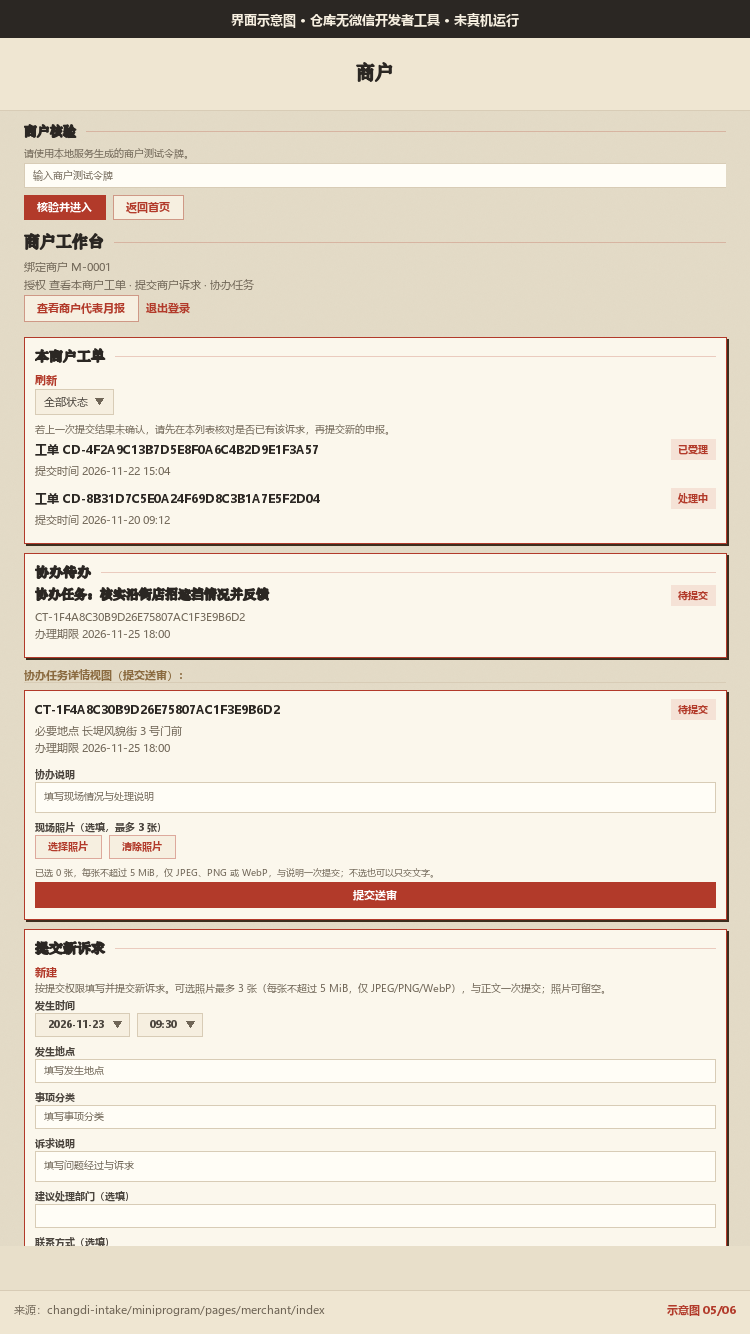 界面示意图 • 仓库无微信开发者工具 • 未真机运行
商户
商户核验
请使用本地服务生成的商户测试令牌。
输入商户测试令牌
核验并进入
返回首页
商户工作台
绑定商户 M-0001
授权 查看本商户工单 · 提交商户诉求 · 协办任务
查看商户代表月报
退出登录
本商户工单
刷新
全部状态
若上一次提交结果未确认，请先在本列表核对是否已有该诉求，再提交新的申报。
工单 CD-4F2A9C13B7D5E8F0A6C4B2D9E1F3A57
已受理
提交时间 2026-11-22 15:04
工单 CD-8B31D7C5E0A24F69D8C3B1A7E5F2D04
处理中
提交时间 2026-11-20 09:12
协办待办
协办任务：核实沿街店招遮挡情况并反馈
待提交
CT-1F4A8C30B9D26E75807AC1F3E9B6D2
办理期限 2026-11-25 18:00
协办任务详情视图（提交送审）：
CT-1F4A8C30B9D26E75807AC1F3E9B6D2
待提交
必要地点 长堤风貌街 3 号门前
办理期限 2026-11-25 18:00
协办说明
填写现场情况与处理说明
现场照片（选填，最多 3 张）
选择照片
清除照片
已选 0 张，每张不超过 5 MiB，仅 JPEG、PNG 或 WebP，与说明一次提交；不选也可以只交文字。
提交送审
提交新诉求
新建
按提交权限填写并提交新诉求。可选照片最多 3 张（每张不超过 5 MiB，仅 JPEG/PNG/WebP），与正文一次提交；照片可留空。
发生时间
2026-11-23
09:30
发生地点
填写发生地点
事项分类
填写事项分类
诉求说明
填写问题经过与诉求
建议处理部门（选填）
联系方式（选填）
来源：changdi-intake/miniprogram/pages/merchant/index
示意图 05/06